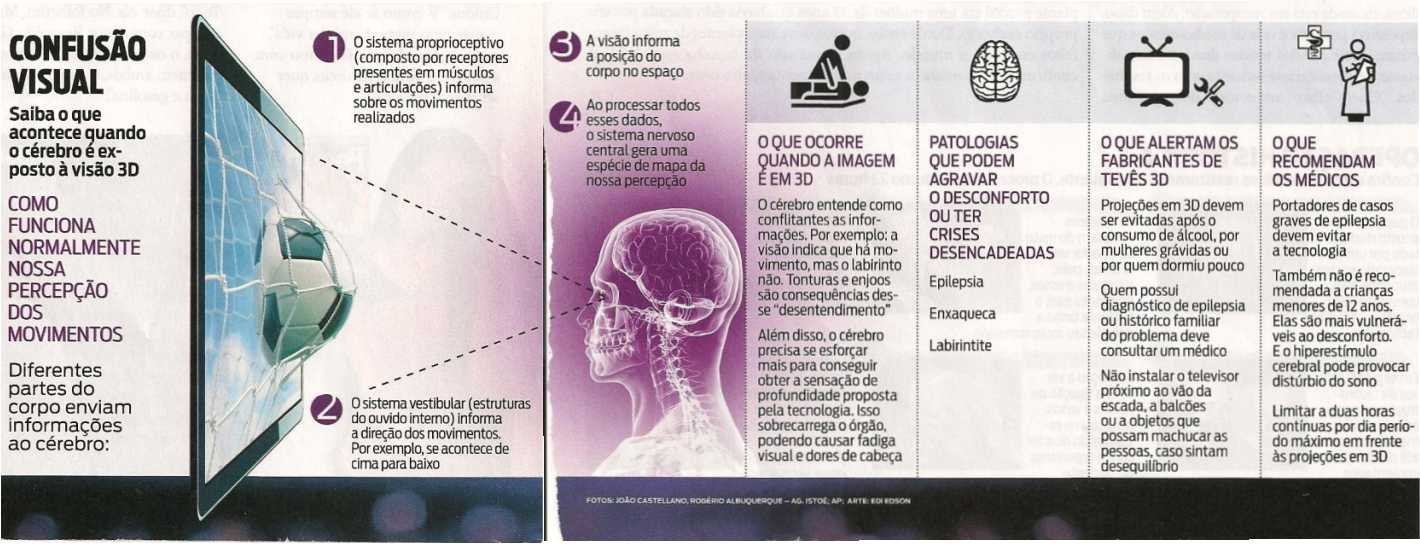 CONFUSÃO
VISUAL
Saiba o que
acontece quando
o cérebro é ex-
posto à visão 3D
COMO
FUNCIONA
NORMALMENTE
NOSSA
PERCEPÇÃO
DOS
MOVIMENTOS
Diferentes
partes do
corpo enviam
informações
ao cérebro:
1
O sistema proprioceptivo
(composto por receptores
presentes em músculos
e articulações) informa
sobre os movimentos
realizados
2
O sistema vestibular (estruturas
do ouvido interno) informa
a direção dos movimentos.
Por exemplo, se acontece de
cima para baixo
3
A visão informa
a posição do
corpo no espaço
4
Ao processar todos
esses dados,
o sistema nervoso
central gera uma
espécie de mapa da
nossa percepção
O QUE OCORRE
QUANDO A IMAGEM
É EM 3D
O cérebro entende como
conflitantes as infor-
mações. Por exemplo: a
visão indica que há mo-
vimento, mas o labirinto
não. Tonturas e enjoos
são consequências des-
se “desentendimento”
Além disso, o cérebro
precisa se esforçar
mais para conseguir
obter a sensação de
profundidade proposta
pela tecnologia. Isso
sobrecarrega o órgão,
podendo causar fadiga
visual e dores de cabeça
PATOLOGIAS
QUE PODEM
AGRAVAR
O DESCONFORTO
OU TER
CRISES
DESENCADEADAS
Epilepsia
Enxaqueca
Labirintite
O QUE ALERTAM OS
FABRICANTES DE
TEVÊS 3D
Projeções em 3D devem
ser evitadas após o
consumo de álcool, por
mulheres grávidas ou
por quem dormiu pouco
Quem possui
diagnóstico de epilepsia
ou histórico familiar
do problema deve
consultar um médico
Não instalar o televisor
próximo ao vão da
escada, a balcões
ou a objetos que
possam machucar as
pessoas, caso sintam
desequilíbrio
O QUE
RECOMENDAM
OS MÉDICOS
Portadores de casos
graves de epilepsia
devem evitar
a tecnologia
Também não é reco-
mendada a crianças
menores de 12 anos.
Elas são mais vulnerá-
veis ao desconforto.
E o hiperestímulo
cerebral pode provocar
distúrbio do sono
Limitar a duas horas
contínuas por dia perío-
do máximo em frente
às projeções em 3D
FOTOS: JOÃO CASTELLANO, ROGÉRIO ALBUQUERQUE – AG. ISTOÉ; AP; ARTE: EDI EDSON